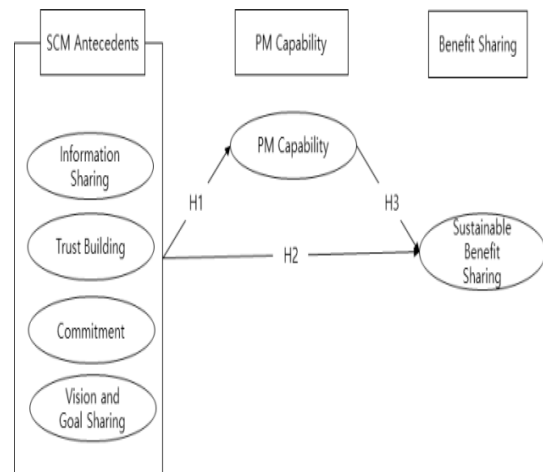 SCM Antecedents
PM Capability
Benefit Sharing
Information
Sharing
PM Capability
H1
H3
Trust Building
Sustainable
Benefit
Sharing
H2
Commitment
Vision and
Goal Sharing